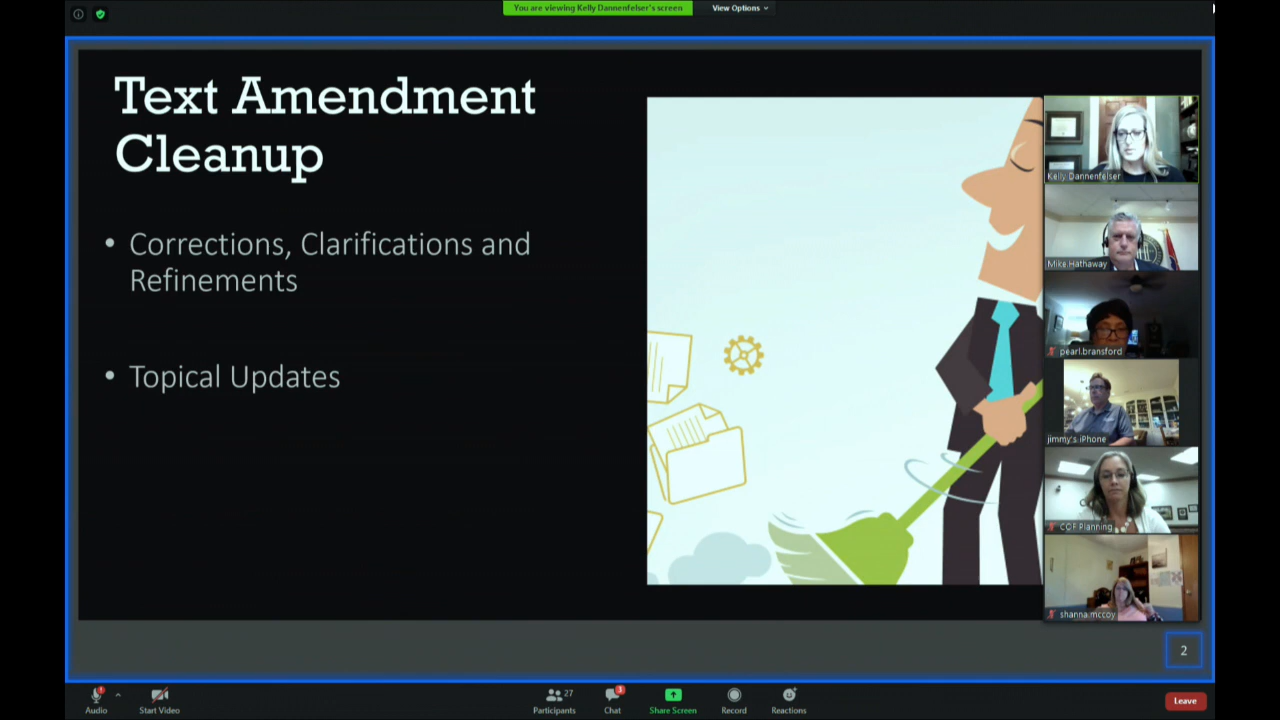 You are viewing Kelly Dannenfelser's screen
View Options
Text Amendment
Cleanup
• Corrections, Clarifications and
Refinements
• Topical Updates
Kelly Dannenfelser
Mike.Hathaway
pearl.bransford
jimmy's iPhone
COF Planning
shanna.mccoy
2
Audio
Start Video
27
Participants
3
Chat
Share Screen
Record
Reactions
Leave